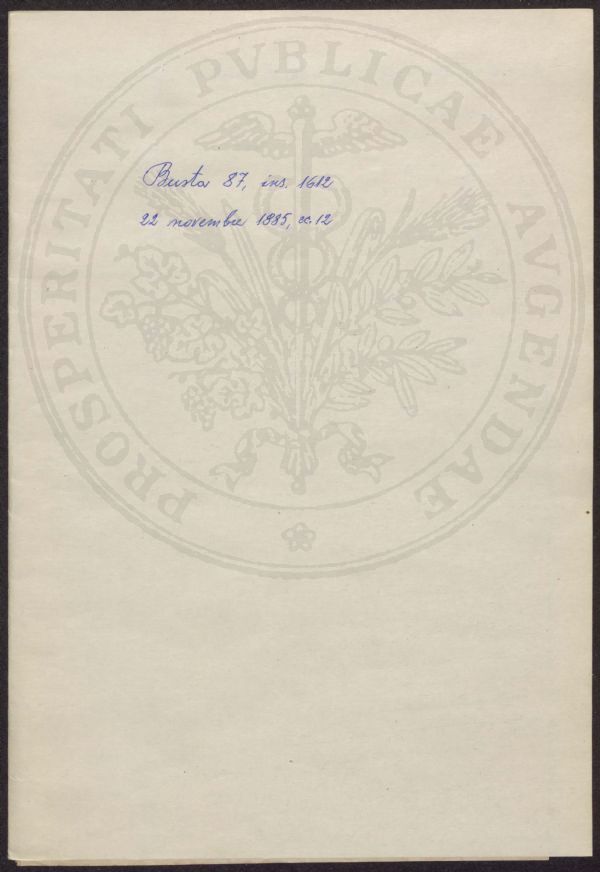 PROSPERITATI PVBLICAE AVGENDAE
Busta 87, ins. 1612
22 novembre 1885, cc. 12